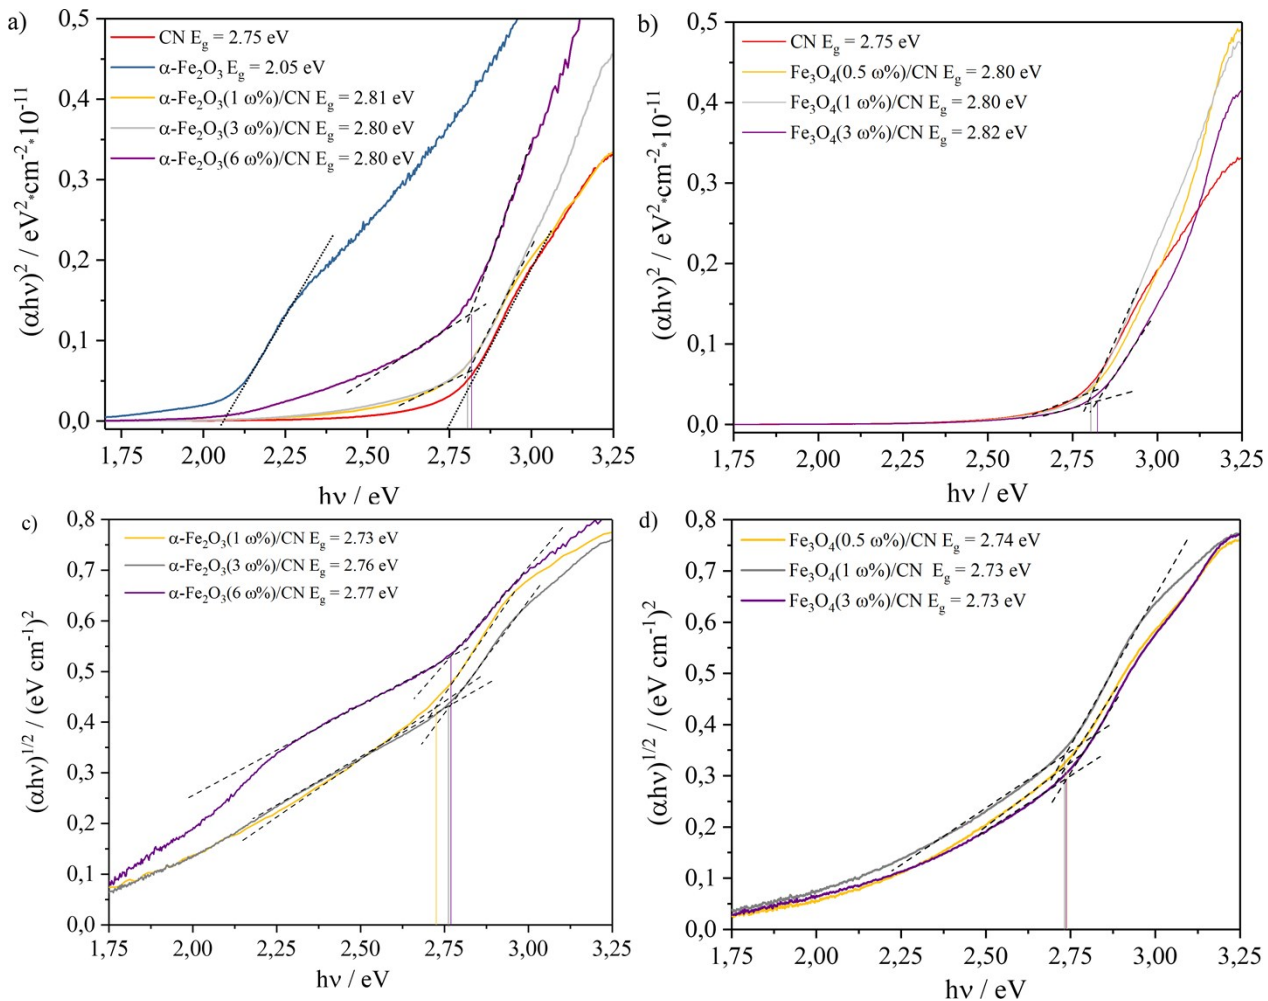 a)
CN E_g = 2.75 eV
α-Fe₂O₃ E_g = 2.05 eV
α-Fe₂O₃(1 ω%)/CN E_g = 2.81 eV
α-Fe₂O₃(3 ω%)/CN E_g = 2.80 eV
α-Fe₂O₃(6 ω%)/CN E_g = 2.80 eV
(αhν)² / eV²*cm⁻²*10⁻¹¹
0,5
0,4
0,3
0,2
0,1
0,0
1,75 2,00 2,25 2,50 2,75 3,00 3,25
hν / eV
b)
CN E_g = 2.75 eV
Fe₃O₄(0.5 ω%)/CN E_g = 2.80 eV
Fe₃O₄(1 ω%)/CN E_g = 2.80 eV
Fe₃O₄(3 ω%)/CN E_g = 2.82 eV
(αhν)² / eV²*cm⁻²*10⁻¹¹
0,5
0,4
0,3
0,2
0,1
0,0
1,75 2,00 2,25 2,50 2,75 3,00 3,25
hν / eV
c)
α-Fe₂O₃(1 ω%)/CN E_g = 2.73 eV
α-Fe₂O₃(3 ω%)/CN E_g = 2.76 eV
α-Fe₂O₃(6 ω%)/CN E_g = 2.77 eV
(αhν)^1/2 / (eV cm⁻¹)²
0,8
0,7
0,6
0,5
0,4
0,3
0,2
0,1
0,0
1,75 2,00 2,25 2,50 2,75 3,00 3,25
hν / eV
d)
Fe₃O₄(0.5 ω%)/CN E_g = 2.74 eV
Fe₃O₄(1 ω%)/CN E_g = 2.73 eV
Fe₃O₄(3 ω%)/CN E_g = 2.73 eV
(αhν)^1/2 / (eV cm⁻¹)²
0,8
0,7
0,6
0,5
0,4
0,3
0,2
0,1
0,0
1,75 2,00 2,25 2,50 2,75 3,00 3,25
hν / eV